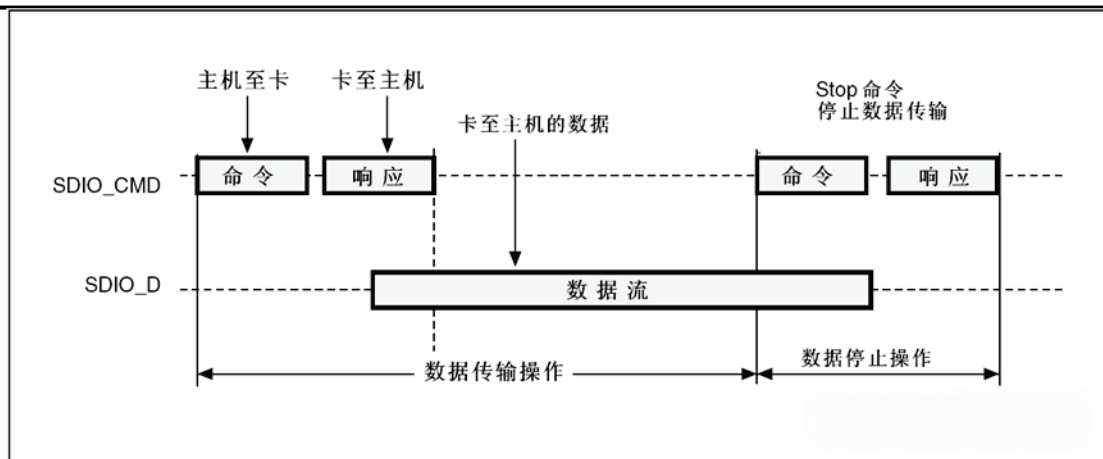 主机至卡
卡至主机
Stop 命令
停止数据传输
卡至主机的数据
SDIO_CMD
命令
响应
命令
响应
SDIO_D
数据流
数据传输操作
数据停止操作